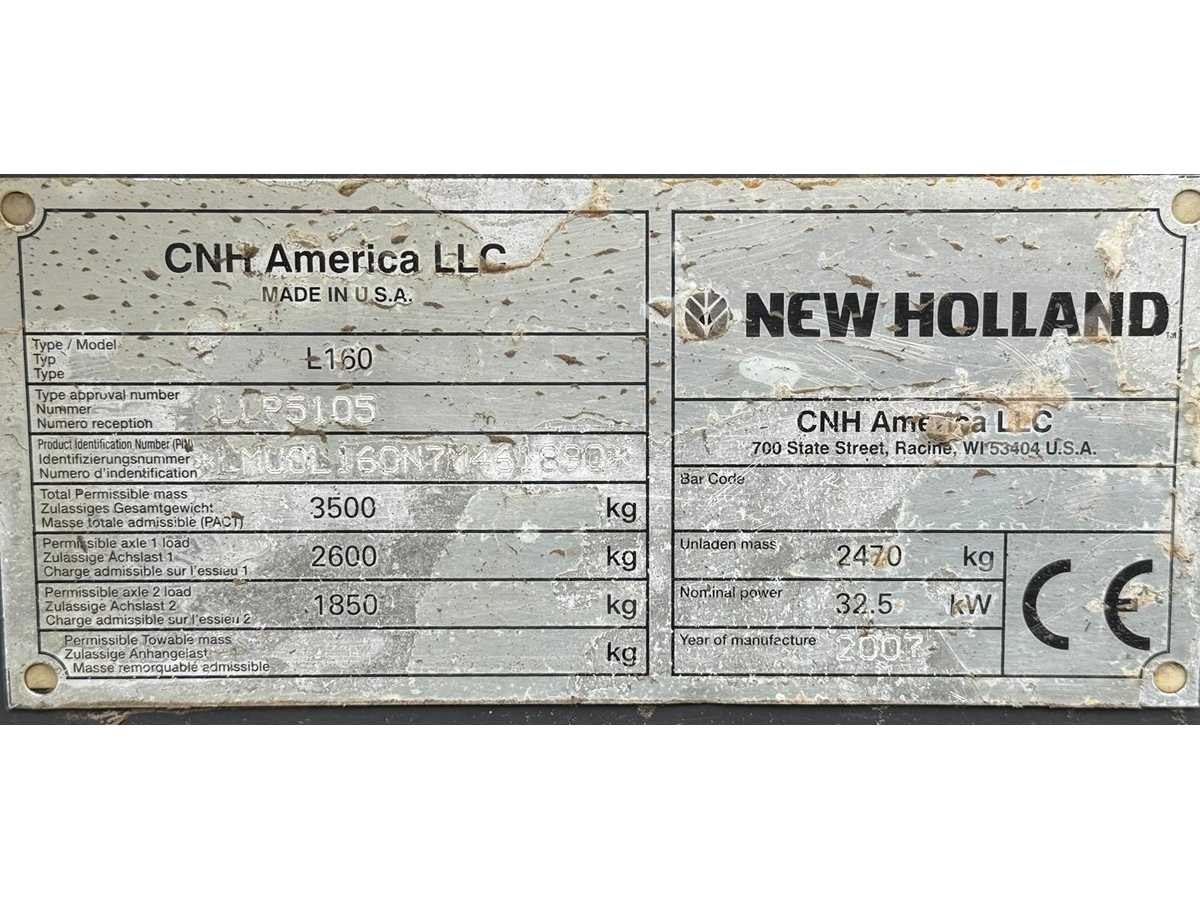 CNH America LLC
MADE IN U.S.A.
Type / Model
Typ
Type
L160
Type approval number
Nummer
Numero reception
Product Identification Number (PIN)
Identifizierungsnummer
Numero d'indentification
Total Permissible mass
Zulassiges Gesamtgewicht
Masse totale admissible (PACT)
3500 kg
Permissible axle 1 load
Zulassige Achslast 1
Charge admissible sur l'essieu 1
2600 kg
Permissible axle 2 load
Zulassige Achslast 2
Charge admissible sur l'essieu 2
1850 kg
Permissible Towable mass
Zulassige Anhangelast
Masse remorquable admissible
kg
NEW HOLLAND
CNH America LLC
700 State Street, Racine, WI 53404 U.S.A.
Bar Code
Unladen mass 2470 kg
Nominal power 32.5 kW
Year of manufacture 2007
CE